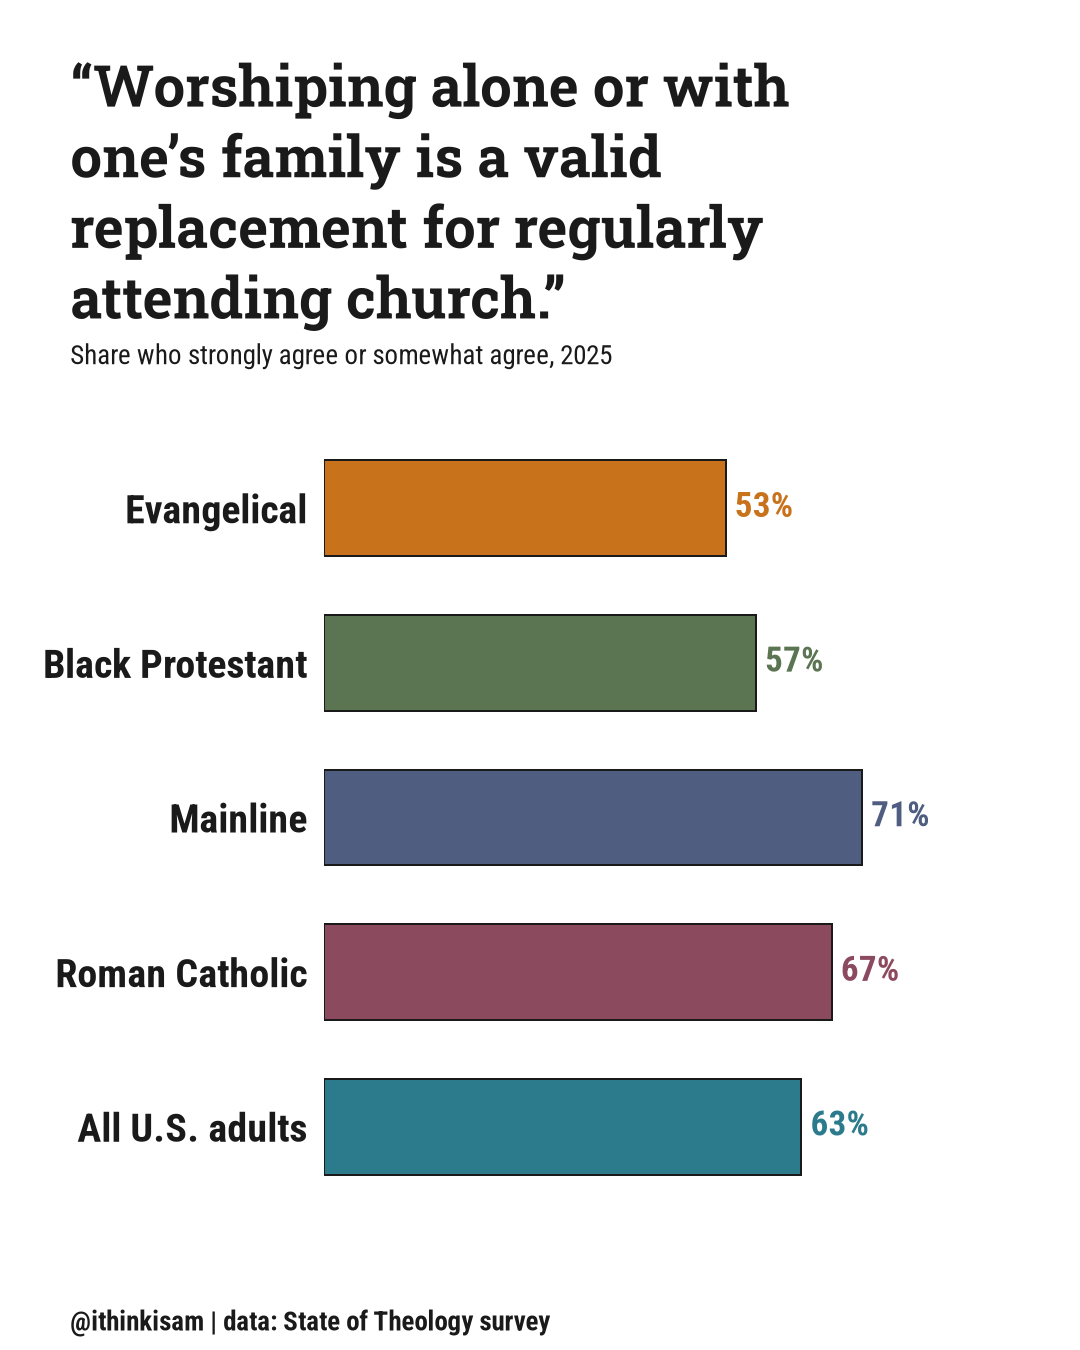 “Worshiping alone or with
one’s family is a valid
replacement for regularly
attending church.”
Share who strongly agree or somewhat agree, 2025
Evangelical 53%
Black Protestant 57%
Mainline 71%
Roman Catholic 67%
All U.S. adults 63%
@ithinkisam | data: State of Theology survey